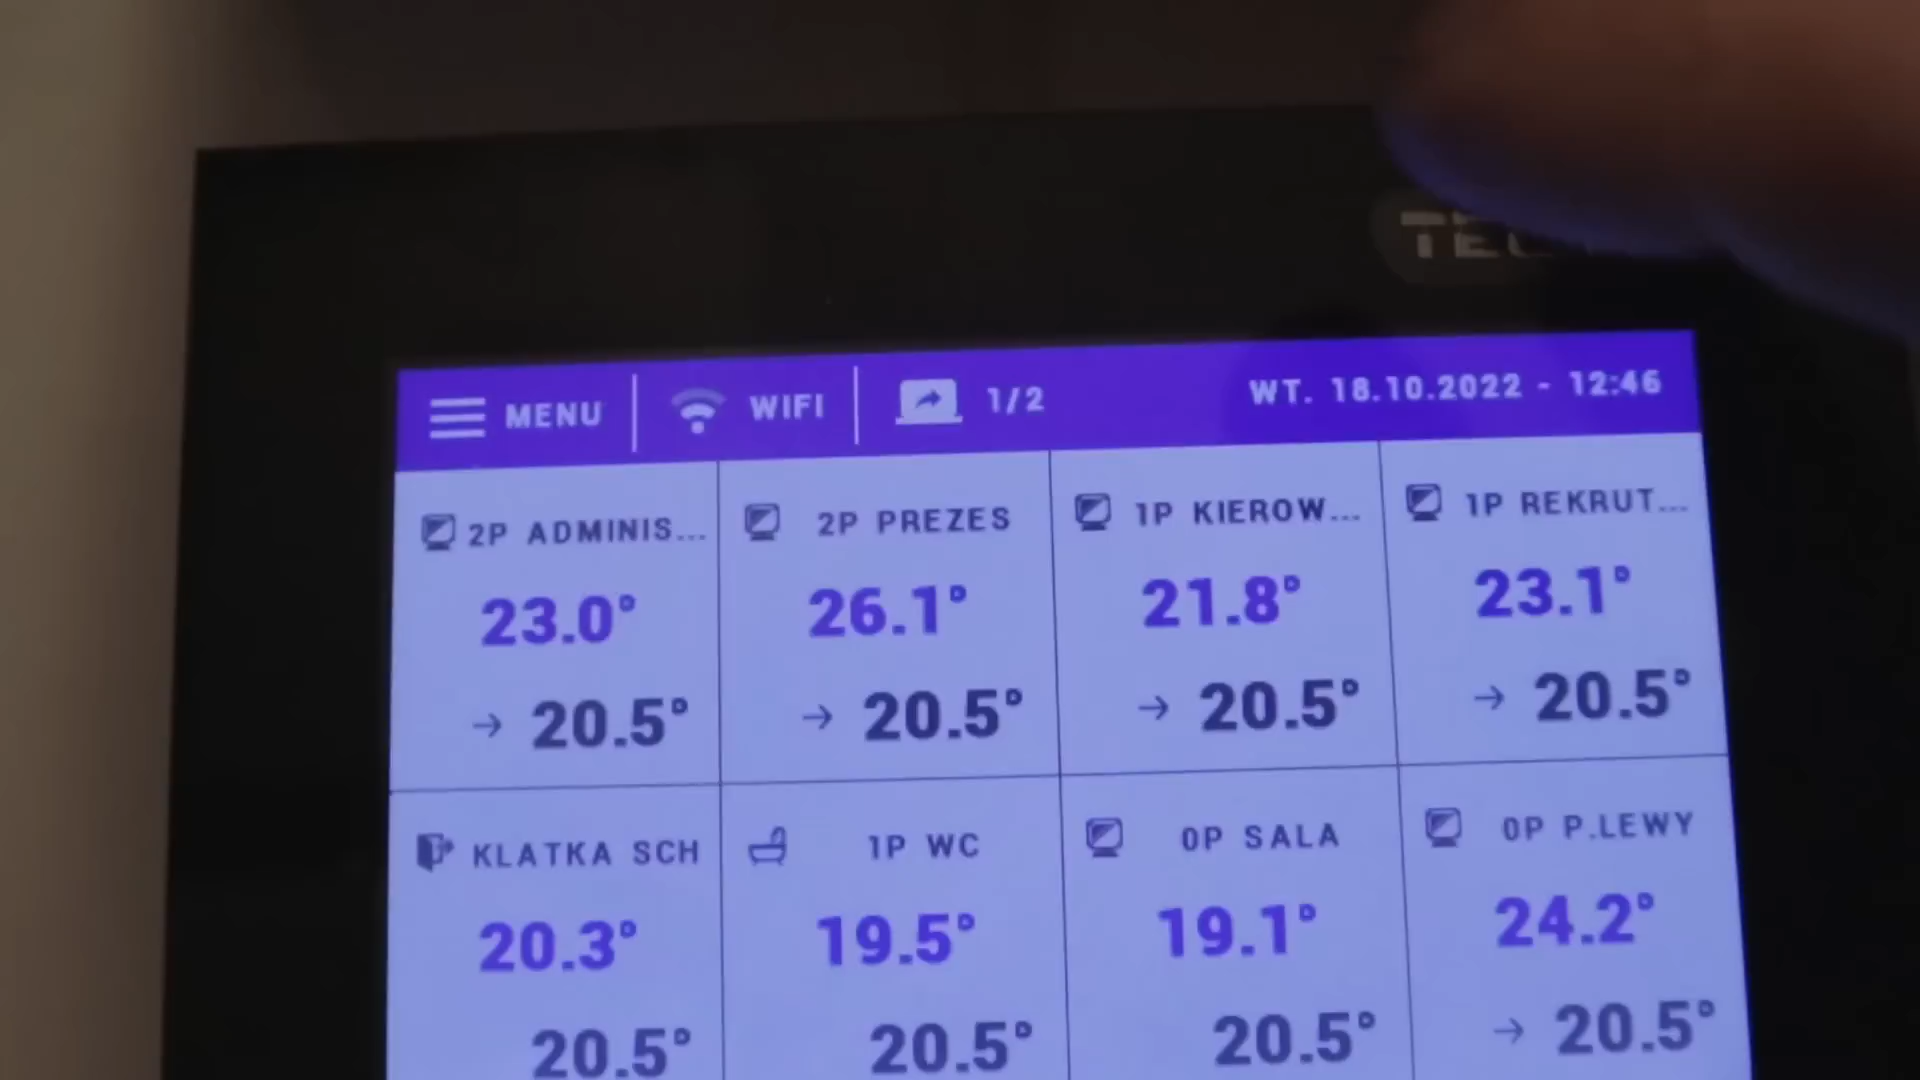 MENU
WIFI
1/2
WT. 18.10.2022 - 12:46
2P ADMINIS...
23.0°
→ 20.5°
2P PREZES
26.1°
→ 20.5°
1P KIEROW...
21.8°
→ 20.5°
1P REKRUT...
23.1°
→ 20.5°
KLATKA SCH
20.3°
20.5°
1P WC
19.5°
20.5°
0P SALA
19.1°
20.5°
0P P.LEWY
24.2°
→ 20.5°